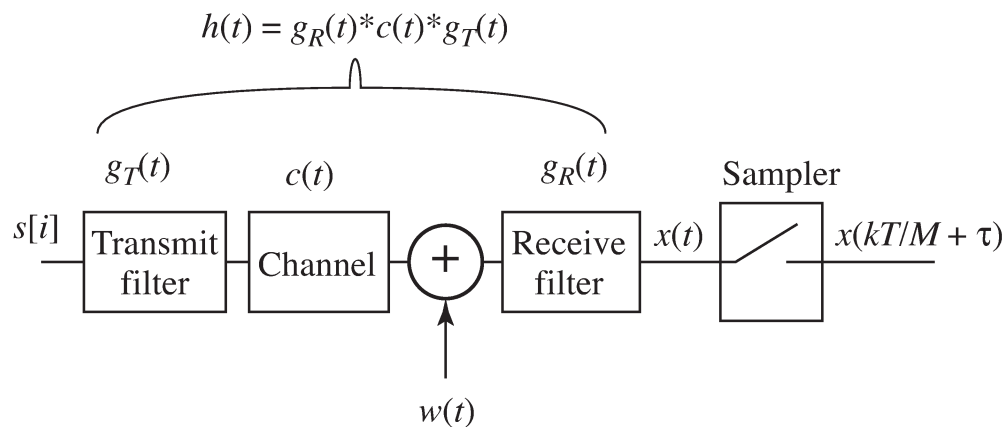 h(t) = g_R(t)*c(t)*g_T(t)
g_T(t)
c(t)
g_R(t)
Sampler
s[i]
Transmit
filter
Channel
+
Receive
filter
x(t)
x(kT/M + τ)
w(t)